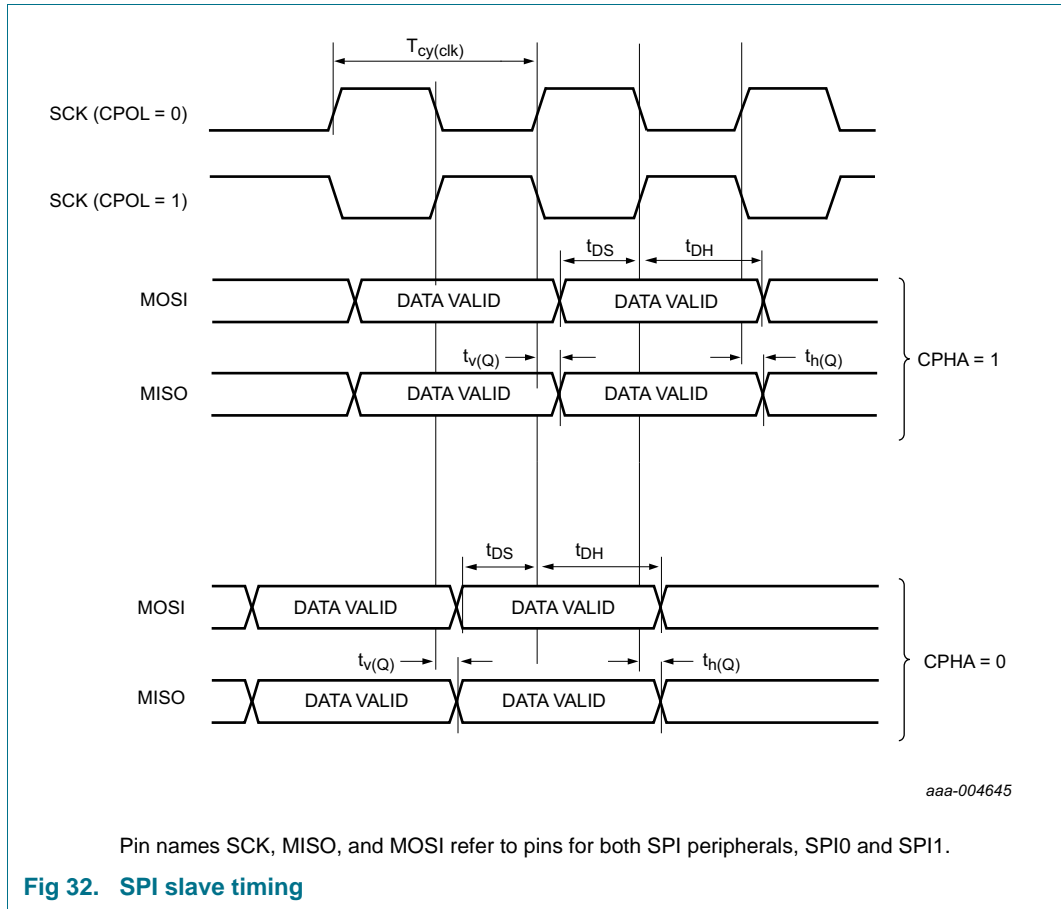 Tcy(clk)
SCK (CPOL = 0)
SCK (CPOL = 1)
tDS tDH
MOSI DATA VALID DATA VALID
tv(Q) th(Q)
MISO DATA VALID DATA VALID
CPHA = 1
tDS tDH
MOSI DATA VALID DATA VALID
tv(Q) th(Q)
MISO DATA VALID DATA VALID
CPHA = 0
aaa-004645
Pin names SCK, MISO, and MOSI refer to pins for both SPI peripherals, SPI0 and SPI1.
Fig 32. SPI slave timing